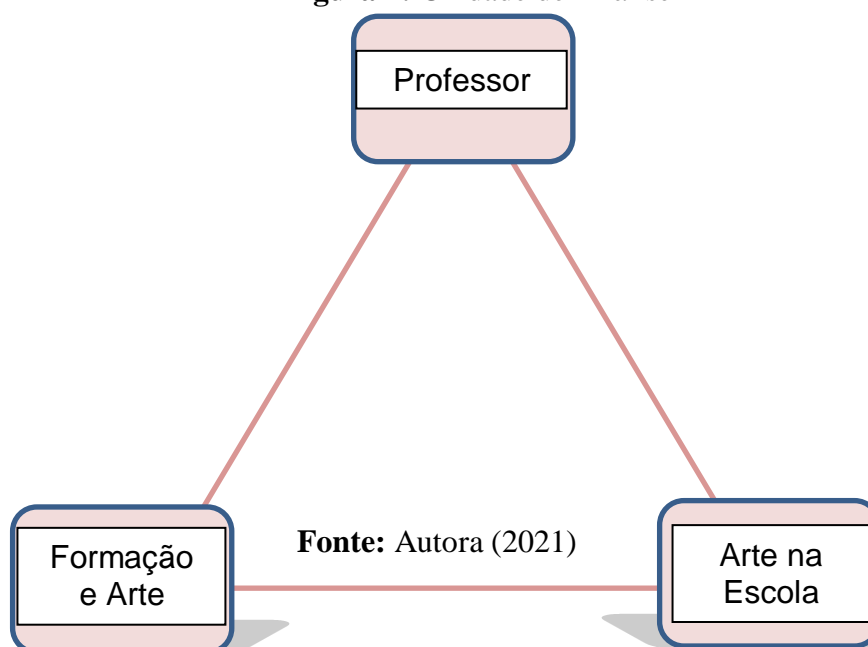 Professor
Fonte: Autora (2021)
Formação
e Arte
Arte na
Escola